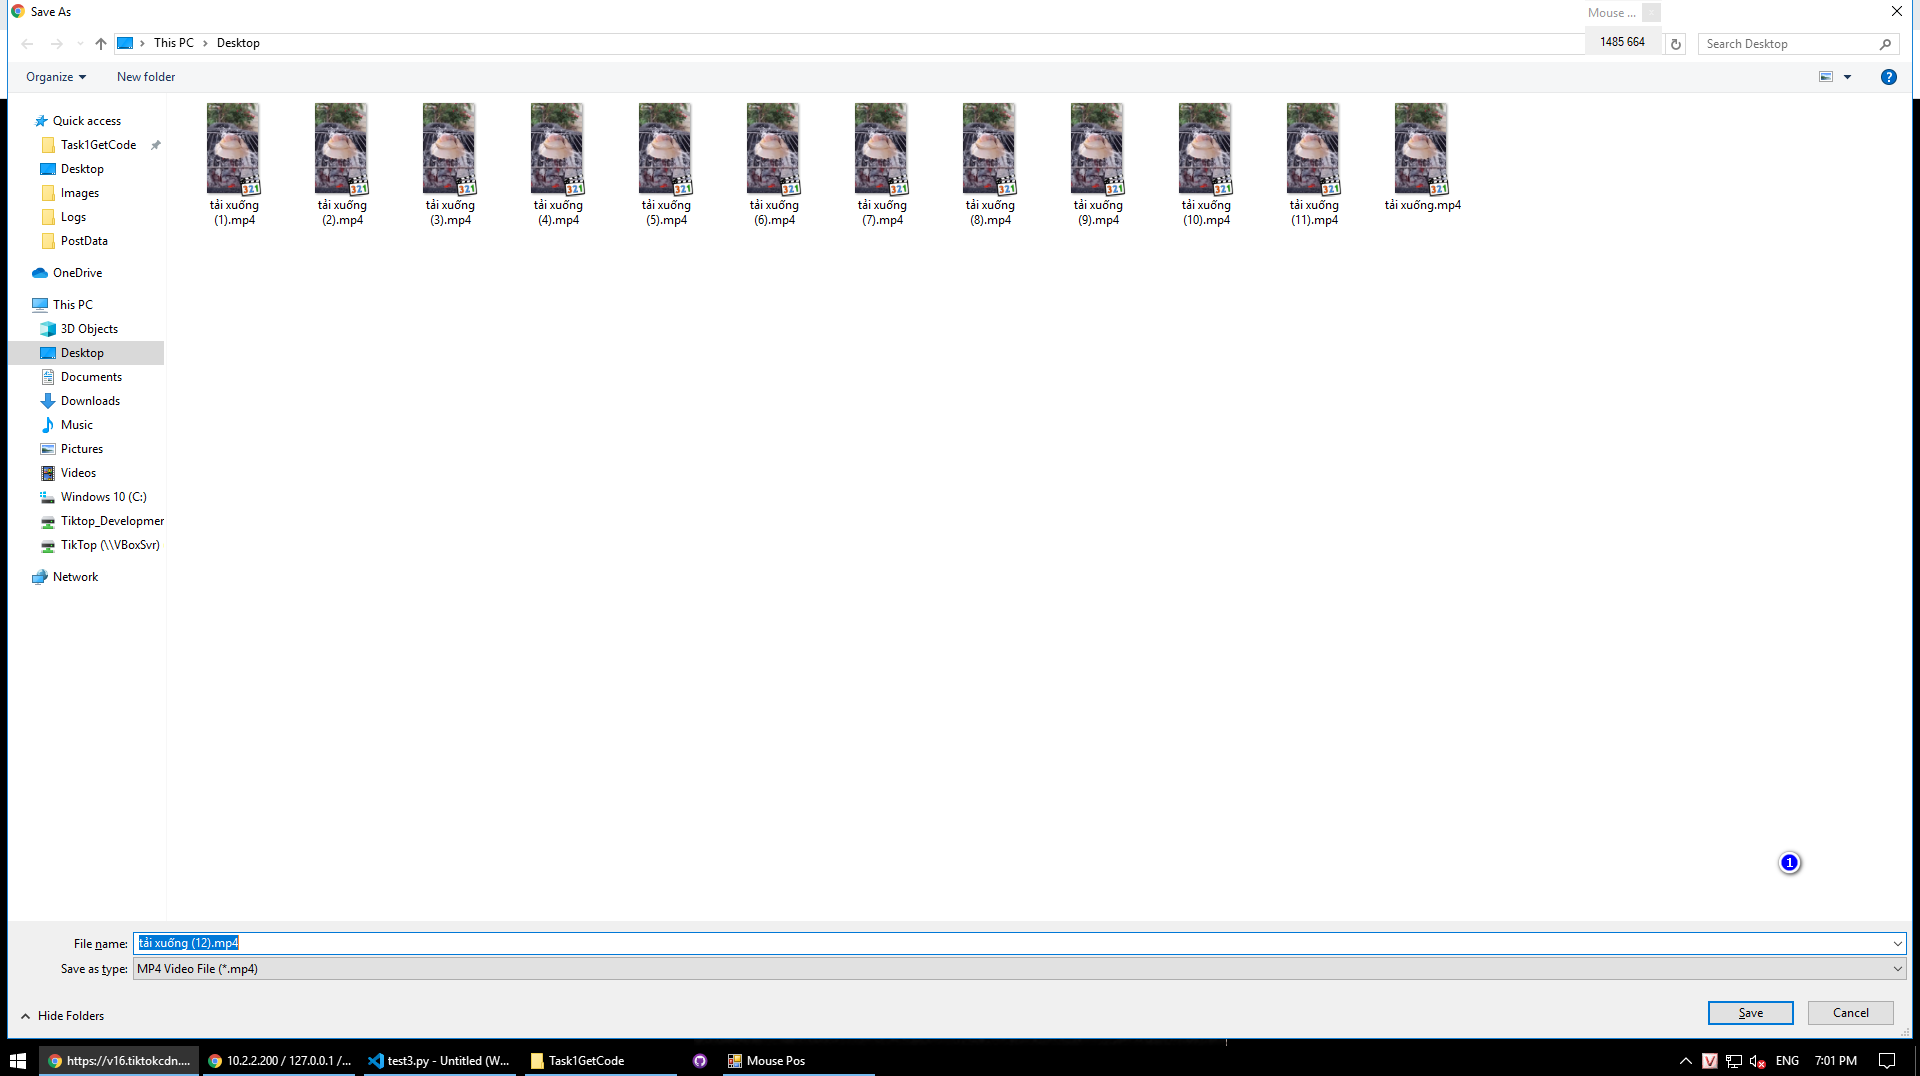 Save As
Mouse ...
This PC
Desktop
1485 664
Search Desktop
Organize
New folder
Quick access
Task1GetCode
Desktop
Images
Logs
PostData
OneDrive
This PC
3D Objects
Desktop
Documents
Downloads
Music
Pictures
Videos
Windows 10 (C:)
Tiktop_Developmer
TikTop (\\VBoxSvr)
Network
tải xuống (1).mp4
tải xuống (2).mp4
tải xuống (3).mp4
tải xuống (4).mp4
tải xuống (5).mp4
tải xuống (6).mp4
tải xuống (7).mp4
tải xuống (8).mp4
tải xuống (9).mp4
tải xuống (10).mp4
tải xuống (11).mp4
tải xuống.mp4
1
File name: tải xuống (12).mp4
Save as type: MP4 Video File (*.mp4)
Hide Folders
Save
Cancel
https://v16.tiktokcdn....
10.2.2.200 / 127.0.0.1 /...
test3.py - Untitled (W...
Task1GetCode
Mouse Pos
V
ENG
7:01 PM